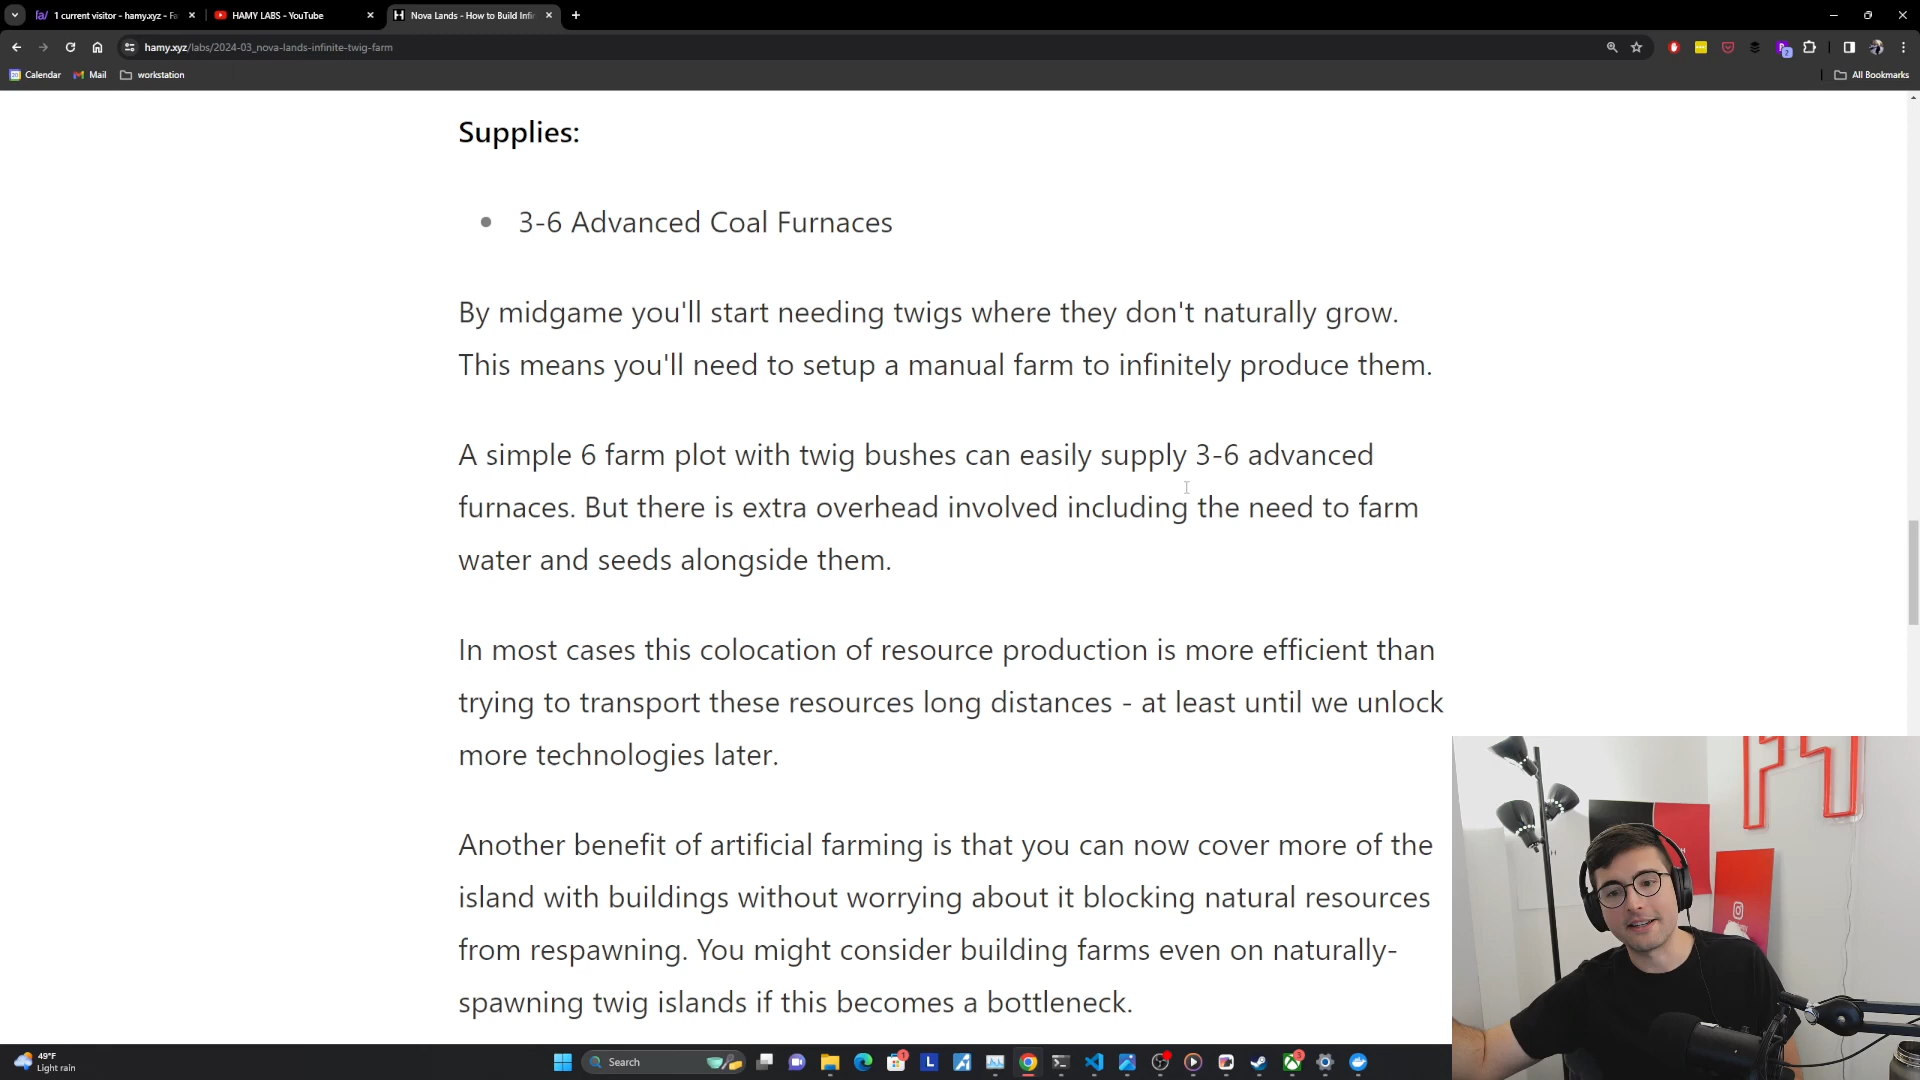 1 current visitor - hamy.xyz - Fa
HAMY LABS - YouTube
Nova Lands - How to Build Infi
hamy.xyz/labs/2024-03_nova-lands-infinite-twig-farm
Calendar
Mail
workstation
All Bookmarks
Supplies:
3-6 Advanced Coal Furnaces
By midgame you'll start needing twigs where they don't naturally grow.
This means you'll need to setup a manual farm to infinitely produce them.
A simple 6 farm plot with twig bushes can easily supply 3-6 advanced
furnaces. But there is extra overhead involved including the need to farm
water and seeds alongside them.
In most cases this colocation of resource production is more efficient than
trying to transport these resources long distances - at least until we unlock
more technologies later.
Another benefit of artificial farming is that you can now cover more of the
island with buildings without worrying about it blocking natural resources
from respawning. You might consider building farms even on naturally-
spawning twig islands if this becomes a bottleneck.
49°F
Light rain
Search